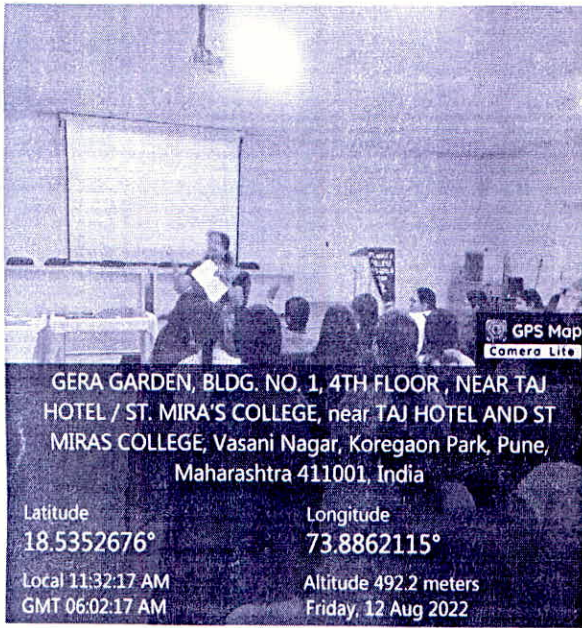 GPS Map
Camera Lite
GERA GARDEN, BLDG. NO. 1, 4TH FLOOR , NEAR TAJ
HOTEL / ST. MIRA'S COLLEGE, near TAJ HOTEL AND ST
MIRAS COLLEGE, Vasani Nagar, Koregaon Park, Pune,
Maharashtra 411001, India
Latitude
18.5352676°
Longitude
73.8862115°
Local 11:32:17 AM
GMT 06:02:17 AM
Altitude 492.2 meters
Friday, 12 Aug 2022